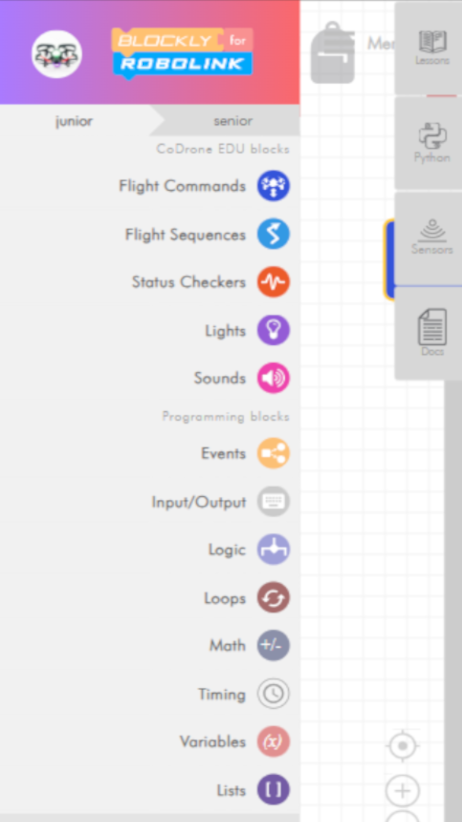 BLOCKLY for
ROBOLINK
junior
senior
CoDrone EDU blocks
Flight Commands
Flight Sequences
Status Checkers
Lights
Sounds
Programming blocks
Events
Input/Output
Logic
Loops
Math
+/-
Timing
Variables
(x)
Lists
[ ]
Lessons
Python
Sensors
Docs